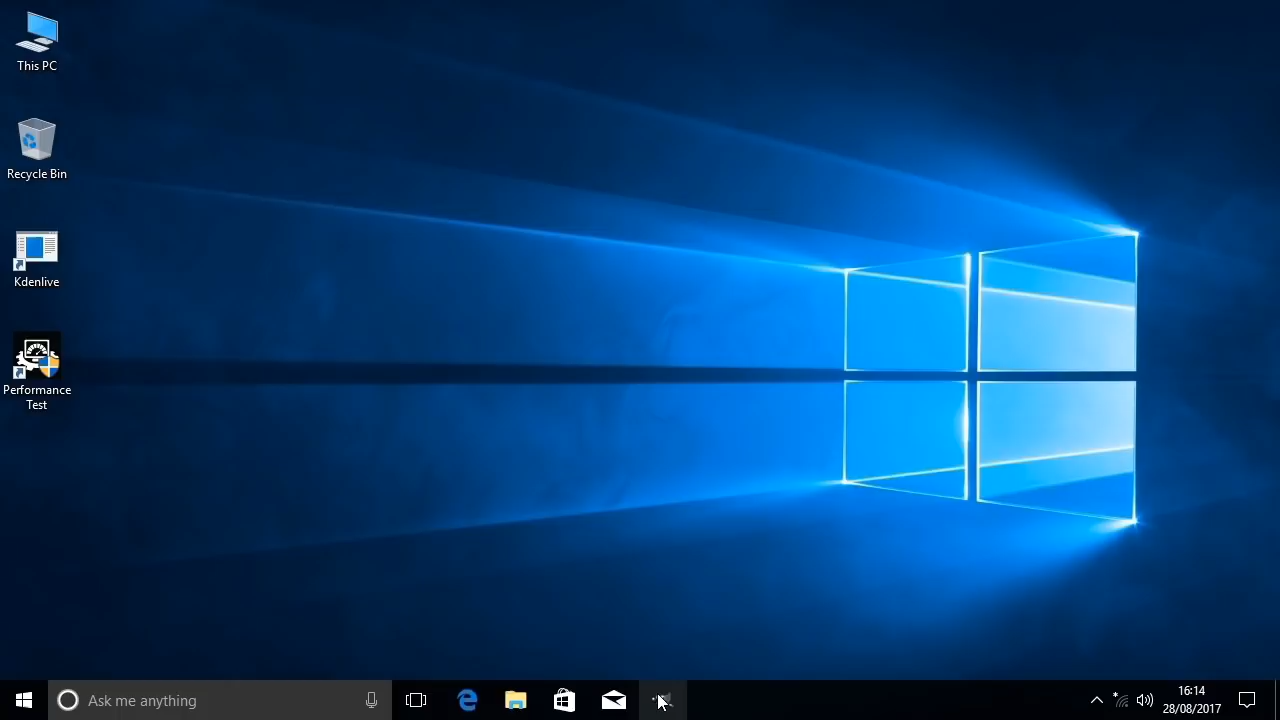 This PC
Recycle Bin
Kdenlive
Performance
Test
Ask me anything
16:14
28/08/2017